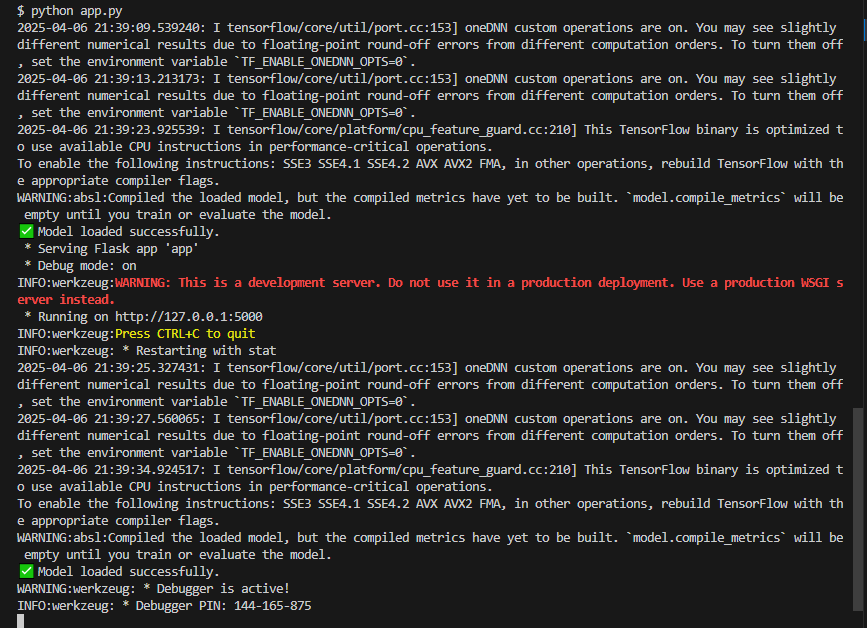 $ python app.py
2025-04-06 21:39:09.539240: I tensorflow/core/util/port.cc:153] oneDNN custom operations are on. You may see slightly
different numerical results due to floating-point round-off errors from different computation orders. To turn them off
, set the environment variable `TF_ENABLE_ONEDNN_OPTS=0`.
2025-04-06 21:39:13.213173: I tensorflow/core/util/port.cc:153] oneDNN custom operations are on. You may see slightly
different numerical results due to floating-point round-off errors from different computation orders. To turn them off
, set the environment variable `TF_ENABLE_ONEDNN_OPTS=0`.
2025-04-06 21:39:23.925539: I tensorflow/core/platform/cpu_feature_guard.cc:210] This TensorFlow binary is optimized t
o use available CPU instructions in performance-critical operations.
To enable the following instructions: SSE3 SSE4.1 SSE4.2 AVX AVX2 FMA, in other operations, rebuild TensorFlow with th
e appropriate compiler flags.
WARNING:absl:Compiled the loaded model, but the compiled metrics have yet to be built. `model.compile_metrics` will be
 empty until you train or evaluate the model.
✅ Model loaded successfully.
 * Serving Flask app 'app'
 * Debug mode: on
INFO:werkzeug:WARNING: This is a development server. Do not use it in a production deployment. Use a production WSGI s
erver instead.
 * Running on http://127.0.0.1:5000
INFO:werkzeug:Press CTRL+C to quit
INFO:werkzeug: * Restarting with stat
2025-04-06 21:39:25.327431: I tensorflow/core/util/port.cc:153] oneDNN custom operations are on. You may see slightly
different numerical results due to floating-point round-off errors from different computation orders. To turn them off
, set the environment variable `TF_ENABLE_ONEDNN_OPTS=0`.
2025-04-06 21:39:27.560065: I tensorflow/core/util/port.cc:153] oneDNN custom operations are on. You may see slightly
different numerical results due to floating-point round-off errors from different computation orders. To turn them off
, set the environment variable `TF_ENABLE_ONEDNN_OPTS=0`.
2025-04-06 21:39:34.924517: I tensorflow/core/platform/cpu_feature_guard.cc:210] This TensorFlow binary is optimized t
o use available CPU instructions in performance-critical operations.
To enable the following instructions: SSE3 SSE4.1 SSE4.2 AVX AVX2 FMA, in other operations, rebuild TensorFlow with th
e appropriate compiler flags.
WARNING:absl:Compiled the loaded model, but the compiled metrics have yet to be built. `model.compile_metrics` will be
 empty until you train or evaluate the model.
✅ Model loaded successfully.
WARNING:werkzeug: * Debugger is active!
INFO:werkzeug: * Debugger PIN: 144-165-875